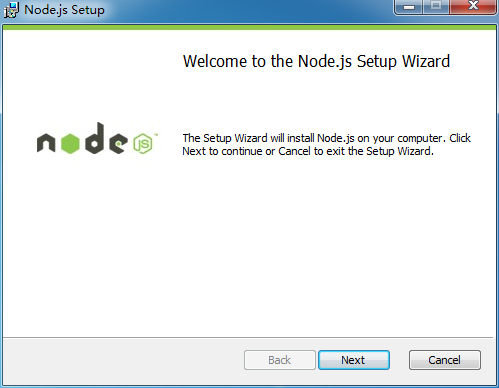 Node.js Setup
Welcome to the Node.js Setup Wizard
node JS™
The Setup Wizard will install Node.js on your computer. Click
Next to continue or Cancel to exit the Setup Wizard.
Back Next Cancel